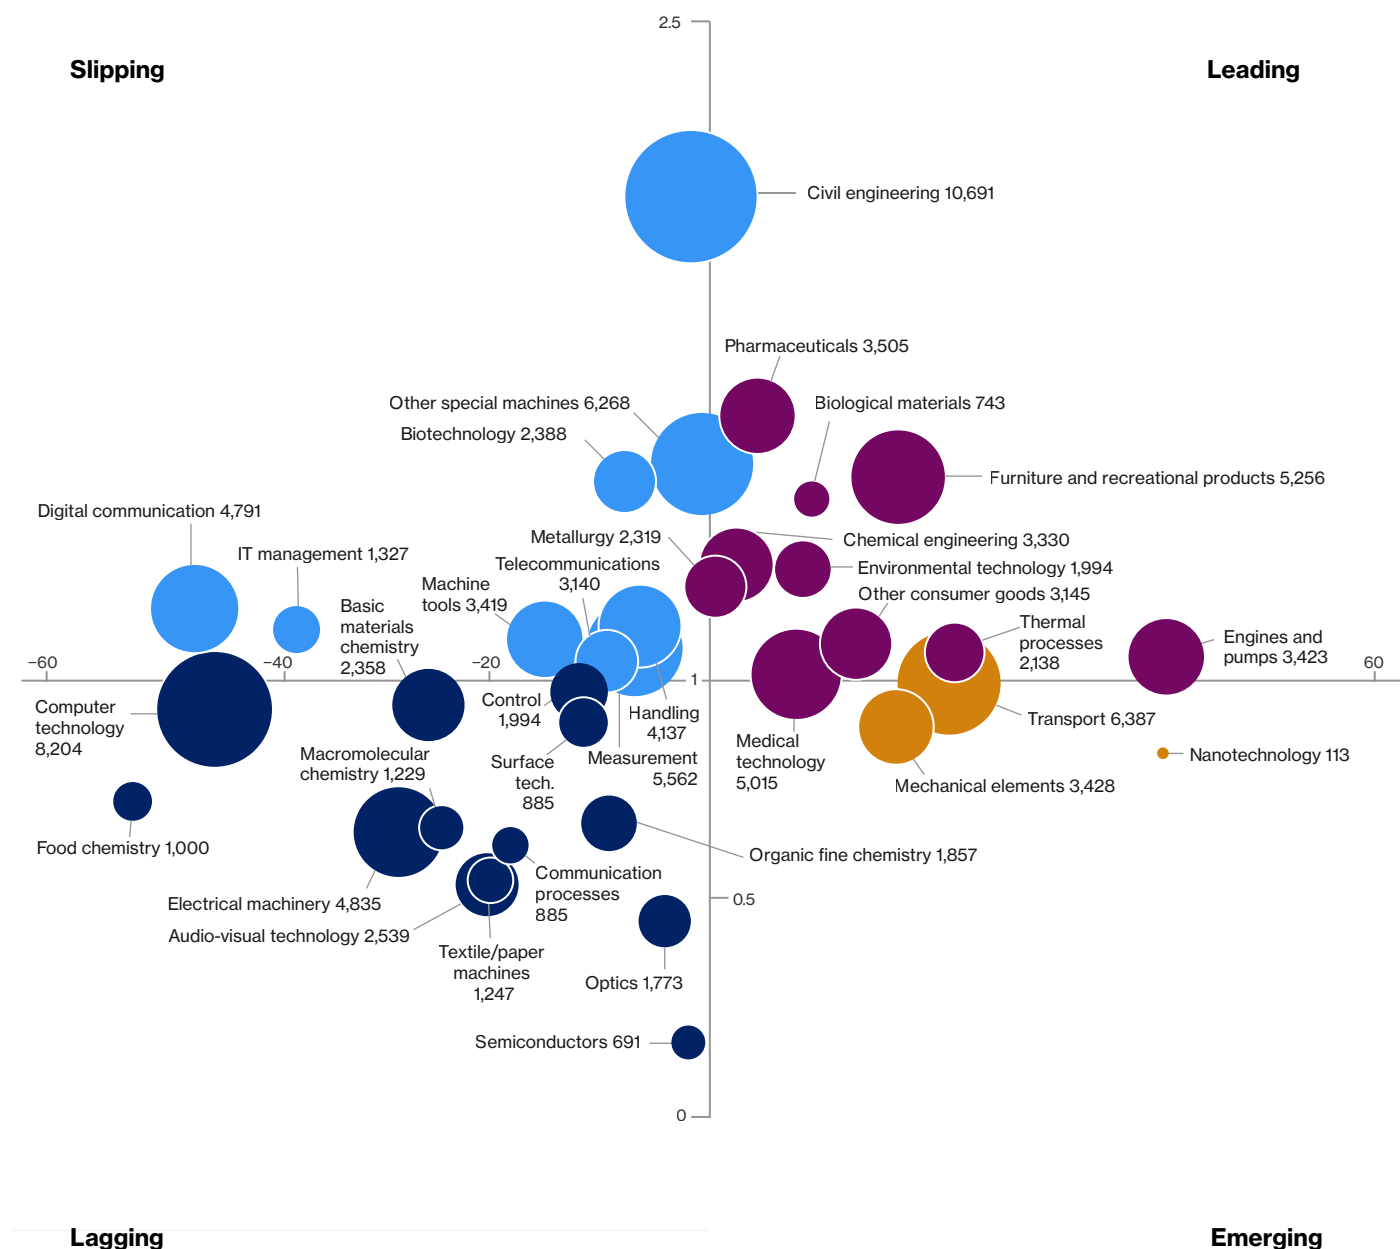 2.5
Slipping
Leading
Civil engineering 10,691
Pharmaceuticals 3,505
Other special machines 6,268
Biological materials 743
Biotechnology 2,388
Furniture and recreational products 5,256
Digital communication 4,791
Metallurgy 2,319
Chemical engineering 3,330
IT management 1,327
Telecommunications
3,140
Environmental technology 1,994
Machine
tools 3,419
Other consumer goods 3,145
Basic
materials
chemistry
2,358
Thermal
processes
2,138
Engines and
pumps 3,423
−60
−40
−20
1
60
Computer
technology
8,204
Control
1,994
Handling
4,137
Transport 6,387
Medical
technology
5,015
Macromolecular
chemistry 1,229
Surface
tech.
885
Measurement
5,562
Nanotechnology 113
Mechanical elements 3,428
Food chemistry 1,000
Organic fine chemistry 1,857
Communication
processes
885
Electrical machinery 4,835
0.5
Audio-visual technology 2,539
Textile/paper
machines
1,247
Optics 1,773
Semiconductors 691
0
Lagging
Emerging